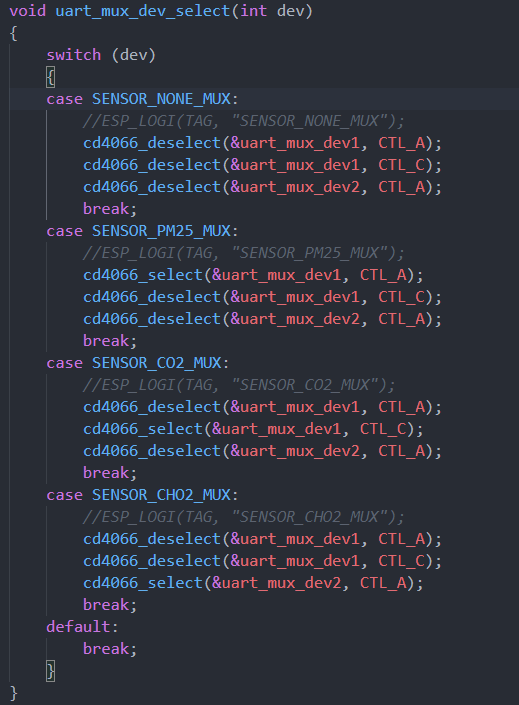 void uart_mux_dev_select(int dev)
{
    switch (dev)
    {
    case SENSOR_NONE_MUX:
        //ESP_LOGI(TAG, "SENSOR_NONE_MUX");
        cd4066_deselect(&uart_mux_dev1, CTL_A);
        cd4066_deselect(&uart_mux_dev1, CTL_C);
        cd4066_deselect(&uart_mux_dev2, CTL_A);
        break;
    case SENSOR_PM25_MUX:
        //ESP_LOGI(TAG, "SENSOR_PM25_MUX");
        cd4066_select(&uart_mux_dev1, CTL_A);
        cd4066_deselect(&uart_mux_dev1, CTL_C);
        cd4066_deselect(&uart_mux_dev2, CTL_A);
        break;
    case SENSOR_CO2_MUX:
        //ESP_LOGI(TAG, "SENSOR_CO2_MUX");
        cd4066_deselect(&uart_mux_dev1, CTL_A);
        cd4066_select(&uart_mux_dev1, CTL_C);
        cd4066_deselect(&uart_mux_dev2, CTL_A);
        break;
    case SENSOR_CHO2_MUX:
        //ESP_LOGI(TAG, "SENSOR_CHO2_MUX");
        cd4066_deselect(&uart_mux_dev1, CTL_A);
        cd4066_deselect(&uart_mux_dev1, CTL_C);
        cd4066_select(&uart_mux_dev2, CTL_A);
        break;
    default:
        break;
    }
}